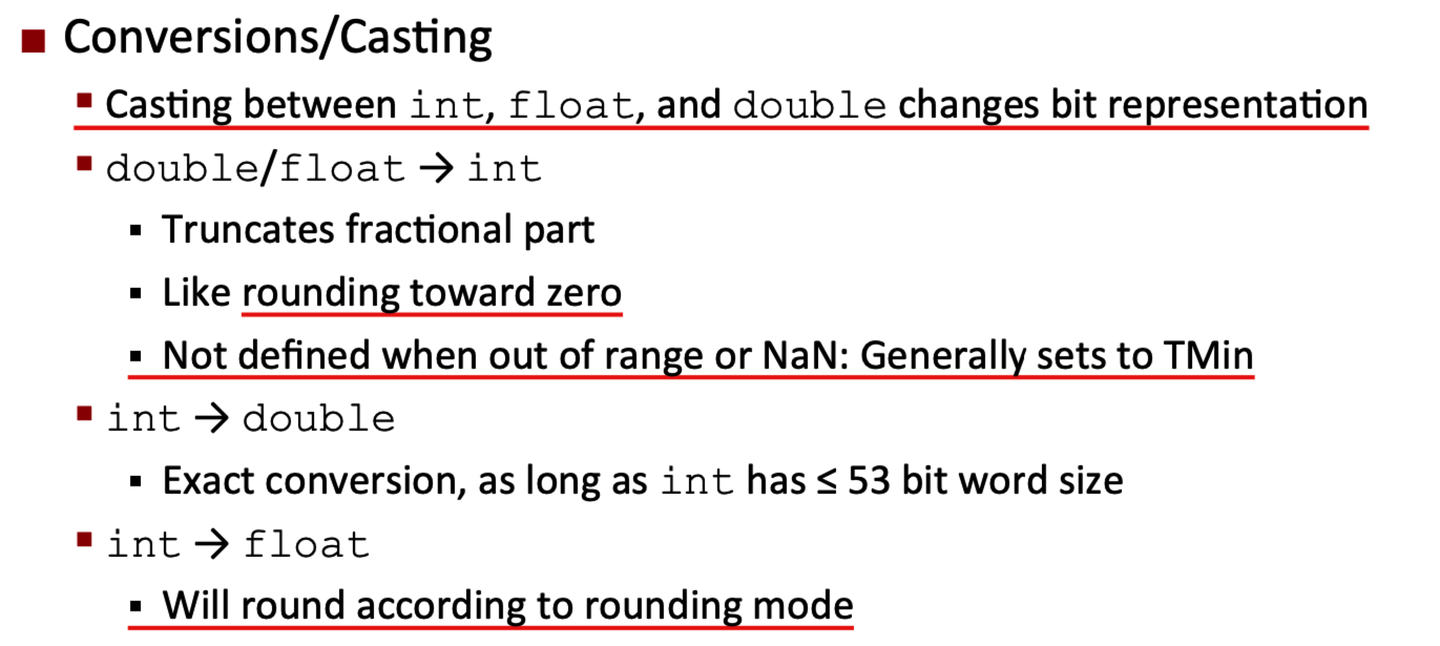 Conversions/Casting
Casting between int, float, and double changes bit representation
double/float → int
Truncates fractional part
Like rounding toward zero
Not defined when out of range or NaN: Generally sets to TMin
int → double
Exact conversion, as long as int has ≤ 53 bit word size
int → float
Will round according to rounding mode